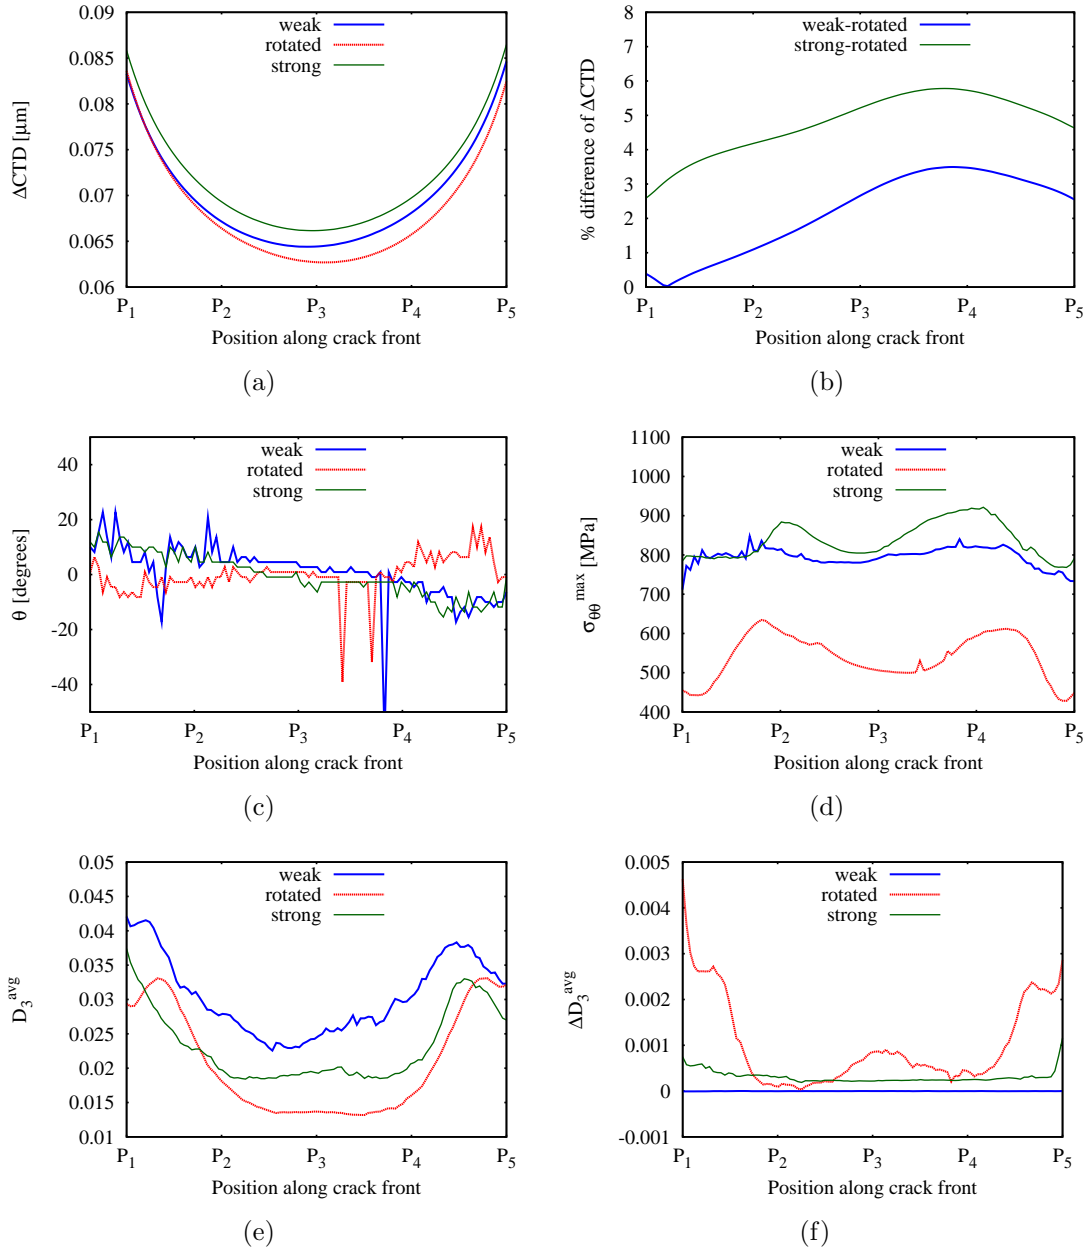 weak
rotated
strong
0.09
0.085
0.08
0.075
0.07
0.065
0.06
ΔCTD [μm]
P1 P2 P3 P4 P5
Position along crack front
(a)
weak-rotated
strong-rotated
8
7
6
5
4
3
2
1
0
% difference of ΔCTD
P1 P2 P3 P4 P5
Position along crack front
(b)
weak
rotated
strong
40
20
0
-20
-40
θ [degrees]
P1 P2 P3 P4 P5
Position along crack front
(c)
weak
rotated
strong
1100
1000
900
800
700
600
500
400
σθθ^max [MPa]
P1 P2 P3 P4 P5
Position along crack front
(d)
weak
rotated
strong
0.05
0.045
0.04
0.035
0.03
0.025
0.02
0.015
0.01
D3^avg
P1 P2 P3 P4 P5
Position along crack front
(e)
weak
rotated
strong
0.005
0.004
0.003
0.002
0.001
0
-0.001
ΔD3^avg
P1 P2 P3 P4 P5
Position along crack front
(f)